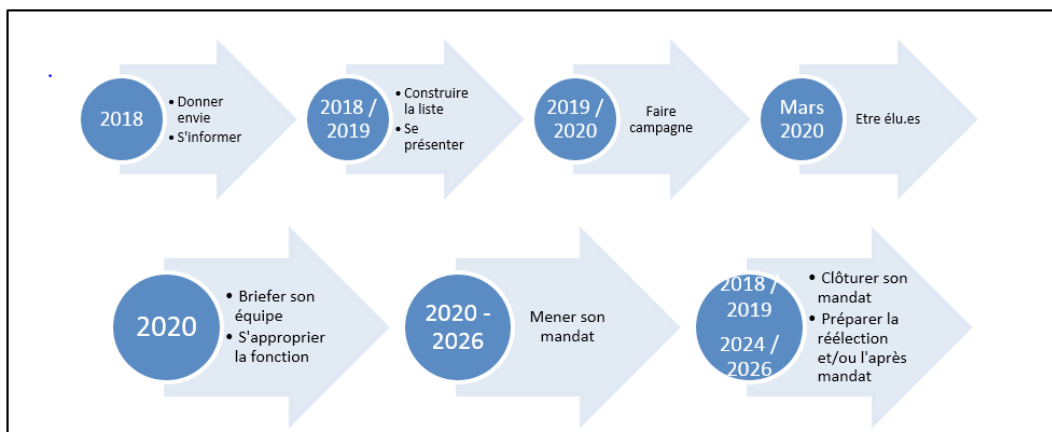 2018
• Donner
envie
• S'informer
2018 /
2019
• Construire
la liste
• Se
présenter
2019 /
2020
Faire
campagne
Mars
2020
Etre élu.es
2020
• Briefer son
équipe
• S'approprier
la fonction
2020 -
2026
Mener son
mandat
2018 /
2019
2024 /
2026
• Clôturer son
mandat
• Préparer la
réélection
et/ou l'après
mandat